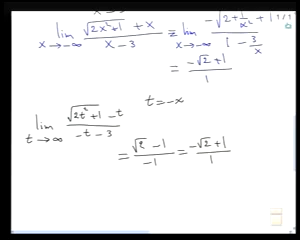 lim x→-∞ (√(2x²+1) + x)/(x-3) = lim x→-∞ (-√(2+1/x²) + 1)/(1 - 3/x)
= (-√2+1)/1
t = -x
lim t→∞ (√(2t²+1) - t)/(-t-3)
= (√2 - 1)/(-1) = (-√2+1)/1